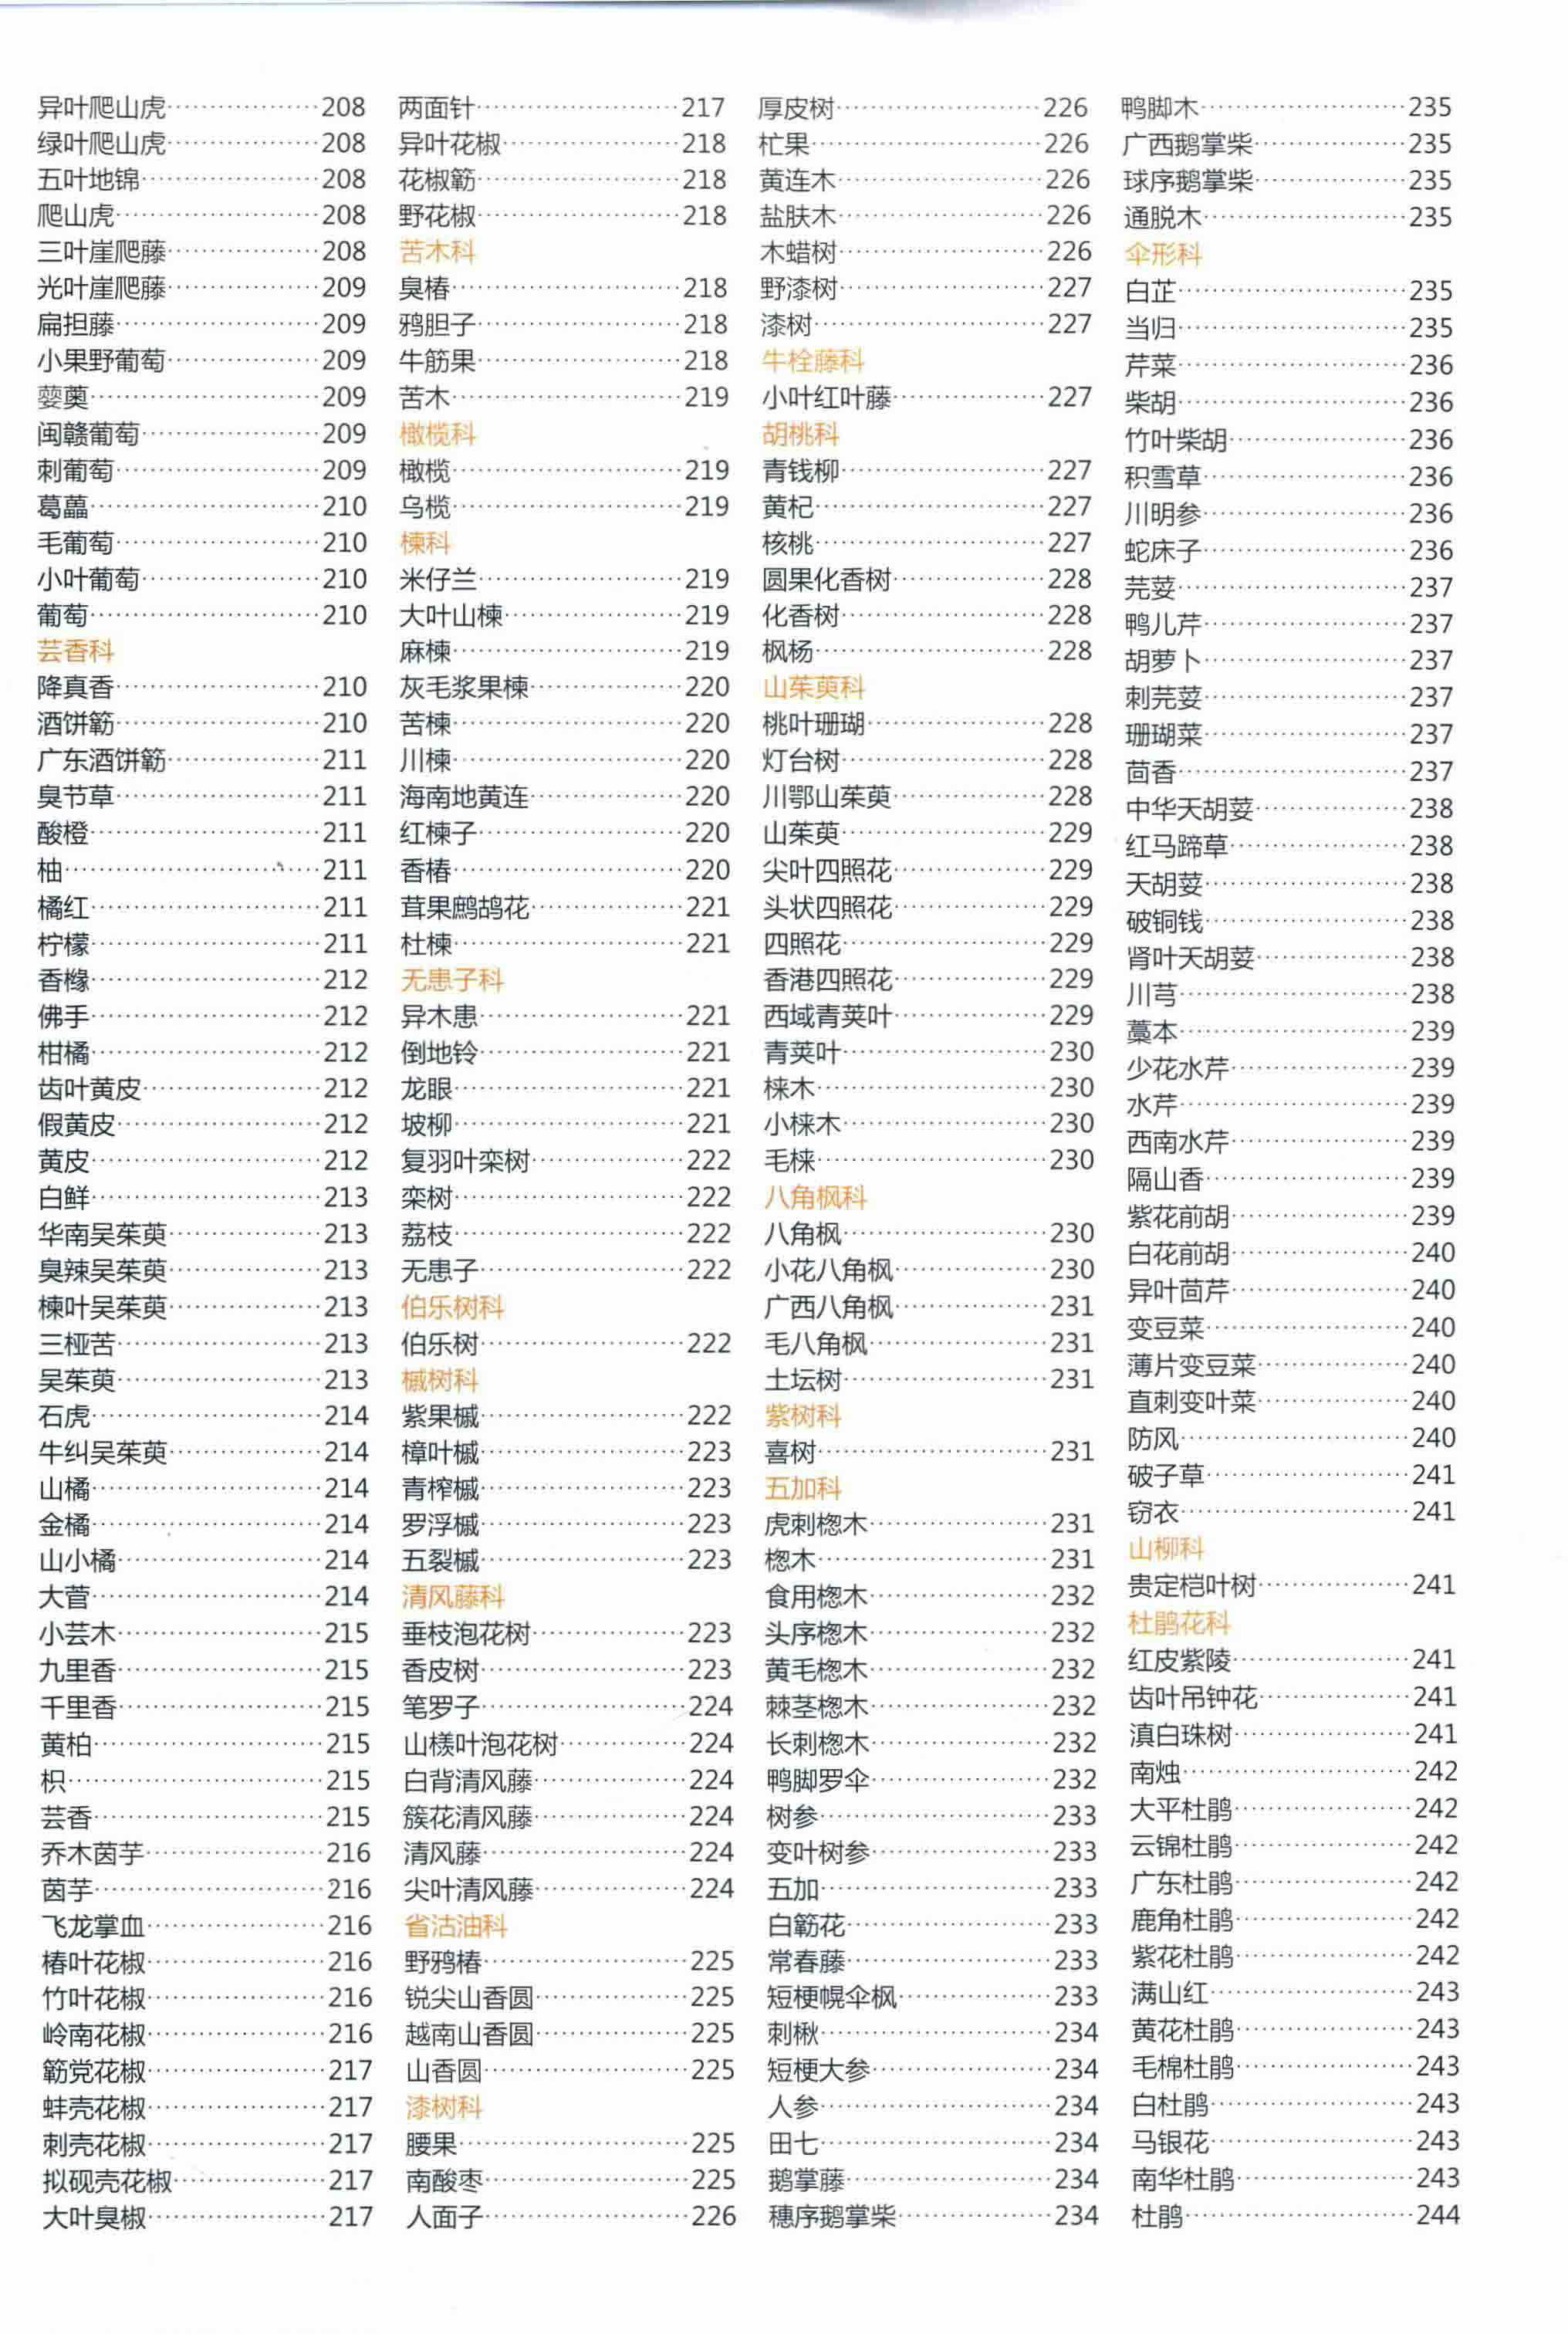 异叶爬山虎………………208
绿叶爬山虎………………208
五叶地锦………………208
爬山虎………………208
三叶崖爬藤………………208
光叶崖爬藤………………209
扁担藤………………209
小果野葡萄………………209
蘡薁………………209
闽赣葡萄………………209
刺葡萄………………209
葛藟………………210
毛葡萄………………210
小叶葡萄………………210
葡萄………………210
芸香科
降真香………………210
酒饼簕………………210
广东酒饼簕………………211
臭节草………………211
酸橙………………211
柚………………211
橘红………………211
柠檬………………211
香橼………………212
佛手………………212
柑橘………………212
齿叶黄皮………………212
假黄皮………………212
黄皮………………212
白鲜………………213
华南吴茱萸………………213
臭辣吴茱萸………………213
楝叶吴茱萸………………213
三桠苦………………213
吴茱萸………………213
石虎………………214
牛纠吴茱萸………………214
山橘………………214
金橘………………214
山小橘………………214
大菅………………214
小芸木………………215
九里香………………215
千里香………………215
黄柏………………215
枳………………215
芸香………………215
乔木茵芋………………216
茵芋………………216
飞龙掌血………………216
椿叶花椒………………216
竹叶花椒………………216
岭南花椒………………216
簕党花椒………………217
蚌壳花椒………………217
刺壳花椒………………217
拟砚壳花椒………………217
大叶臭椒………………217
两面针………………217
异叶花椒………………218
花椒簕………………218
野花椒………………218
苦木科
臭椿………………218
鸦胆子………………218
牛筋果………………218
苦木………………219
橄榄科
橄榄………………219
乌榄………………219
楝科
米仔兰………………219
大叶山楝………………219
麻楝………………219
灰毛浆果楝………………220
苦楝………………220
川楝………………220
海南地黄连………………220
红楝子………………220
香椿………………220
茸果鹧鸪花………………221
杜楝………………221
无患子科
异木患………………221
倒地铃………………221
龙眼………………221
坡柳………………221
复羽叶栾树………………222
栾树………………222
荔枝………………222
无患子………………222
伯乐树科
伯乐树………………222
槭树科
紫果槭………………222
樟叶槭………………223
青榨槭………………223
罗浮槭………………223
五裂槭………………223
清风藤科
垂枝泡花树………………223
香皮树………………223
笔罗子………………224
山檨叶泡花树………………224
白背清风藤………………224
簇花清风藤………………224
清风藤………………224
尖叶清风藤………………224
省沽油科
野鸦椿………………225
锐尖山香圆………………225
越南山香圆………………225
山香圆………………225
漆树科
腰果………………225
南酸枣………………225
人面子………………226
厚皮树………………226
杧果………………226
黄连木………………226
盐肤木………………226
木蜡树………………226
野漆树………………227
漆树………………227
牛栓藤科
小叶红叶藤………………227
胡桃科
青钱柳………………227
黄杞………………227
核桃………………227
圆果化香树………………228
化香树………………228
枫杨………………228
山茱萸科
桃叶珊瑚………………228
灯台树………………228
川鄂山茱萸………………228
山茱萸………………229
尖叶四照花………………229
头状四照花………………229
四照花………………229
香港四照花………………229
西域青荚叶………………229
青荚叶………………230
梾木………………230
小梾木………………230
毛梾………………230
八角枫科
八角枫………………230
小花八角枫………………230
广西八角枫………………231
毛八角枫………………231
土坛树………………231
紫树科
喜树………………231
五加科
虎刺楤木………………231
楤木………………231
食用楤木………………232
头序楤木………………232
黄毛楤木………………232
棘茎楤木………………232
长刺楤木………………232
鸭脚罗伞………………232
树参………………233
变叶树参………………233
五加………………233
白簕花………………233
常春藤………………233
短梗幌伞枫………………233
刺楸………………234
短梗大参………………234
人参………………234
田七………………234
鹅掌藤………………234
穗序鹅掌柴………………234
鸭脚木………………235
广西鹅掌柴………………235
球序鹅掌柴………………235
通脱木………………235
伞形科
白芷………………235
当归………………235
芹菜………………236
柴胡………………236
竹叶柴胡………………236
积雪草………………236
川明参………………236
蛇床子………………236
芫荽………………237
鸭儿芹………………237
胡萝卜………………237
刺芫荽………………237
珊瑚菜………………237
茴香………………237
中华天胡荽………………238
红马蹄草………………238
天胡荽………………238
破铜钱………………238
肾叶天胡荽………………238
川芎………………238
藁本………………239
少花水芹………………239
水芹………………239
西南水芹………………239
隔山香………………239
紫花前胡………………239
白花前胡………………240
异叶茴芹………………240
变豆菜………………240
薄片变豆菜………………240
直刺变叶菜………………240
防风………………240
破子草………………241
窃衣………………241
山柳科
贵定桤叶树………………241
杜鹃花科
红皮紫陵………………241
齿叶吊钟花………………241
滇白珠树………………241
南烛………………242
大平杜鹃………………242
云锦杜鹃………………242
广东杜鹃………………242
鹿角杜鹃………………242
紫花杜鹃………………242
满山红………………243
黄花杜鹃………………243
毛棉杜鹃………………243
白杜鹃………………243
马银花………………243
南华杜鹃………………243
杜鹃………………244